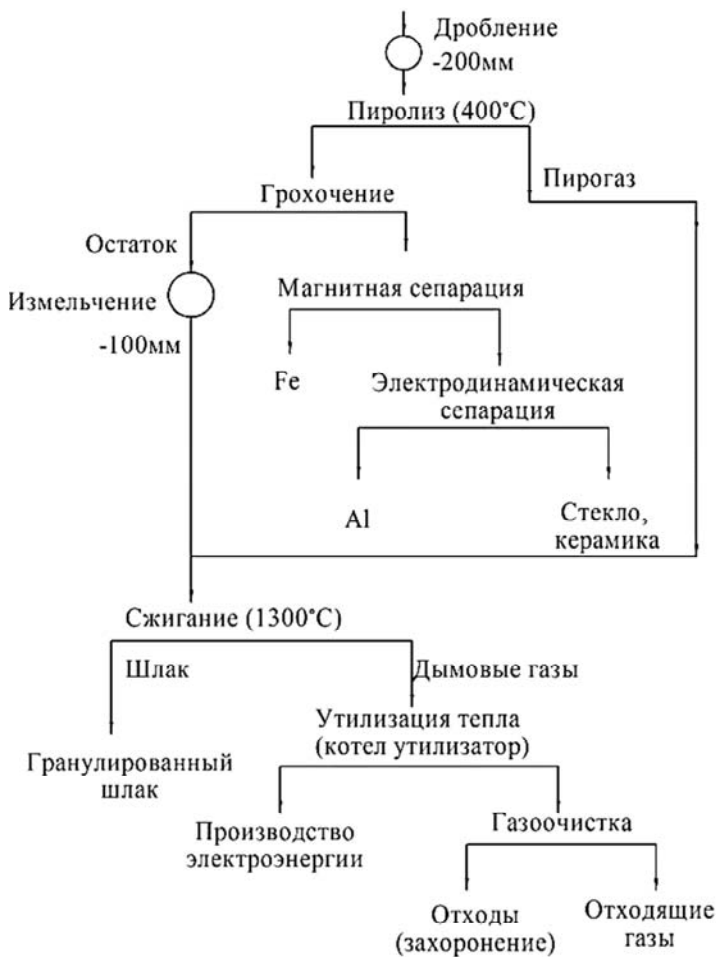 Дробление
-200мм
Пиролиз (400°С)
Пирогаз
Грохочение
Остаток
Измельчение
-100мм
Магнитная сепарация
Fe
Электродинамическая
сепарация
Al
Стекло,
керамика
Сжигание (1300°С)
Шлак
Дымовые газы
Гранулированный
шлак
Утилизация тепла
(котел утилизатор)
Производство
электроэнергии
Газоочистка
Отходы
(захоронение)
Отходящие
газы